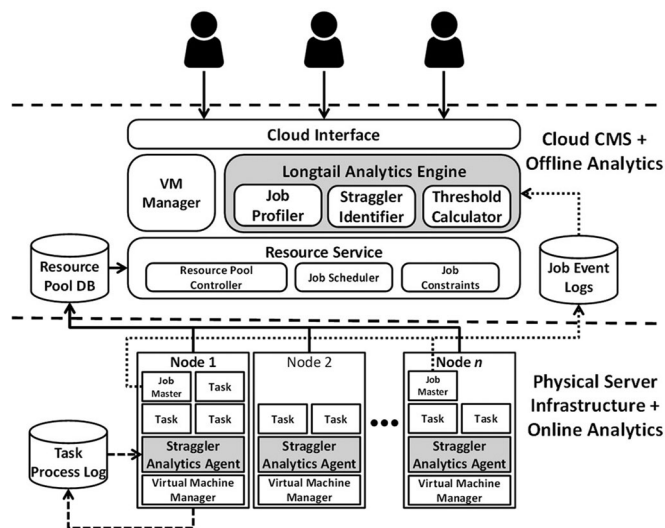 Cloud Interface
Cloud CMS +
Offline Analytics
VM
Manager
Longtail Analytics Engine
Job
Profiler
Straggler
Identifier
Threshold
Calculator
Resource
Pool DB
Resource Service
Resource Pool
Controller
Job Scheduler
Job
Constraints
Job Event
Logs
Node 1
Job
Master
Task
Task
Task
Straggler
Analytics Agent
Virtual Machine
Manager
Node 2
Task
Task
Straggler
Analytics Agent
Virtual Machine
Manager
Node n
Job
Master
Task
Task
Straggler
Analytics Agent
Virtual Machine
Manager
Physical Server
Infrastructure +
Online Analytics
Task
Process Log